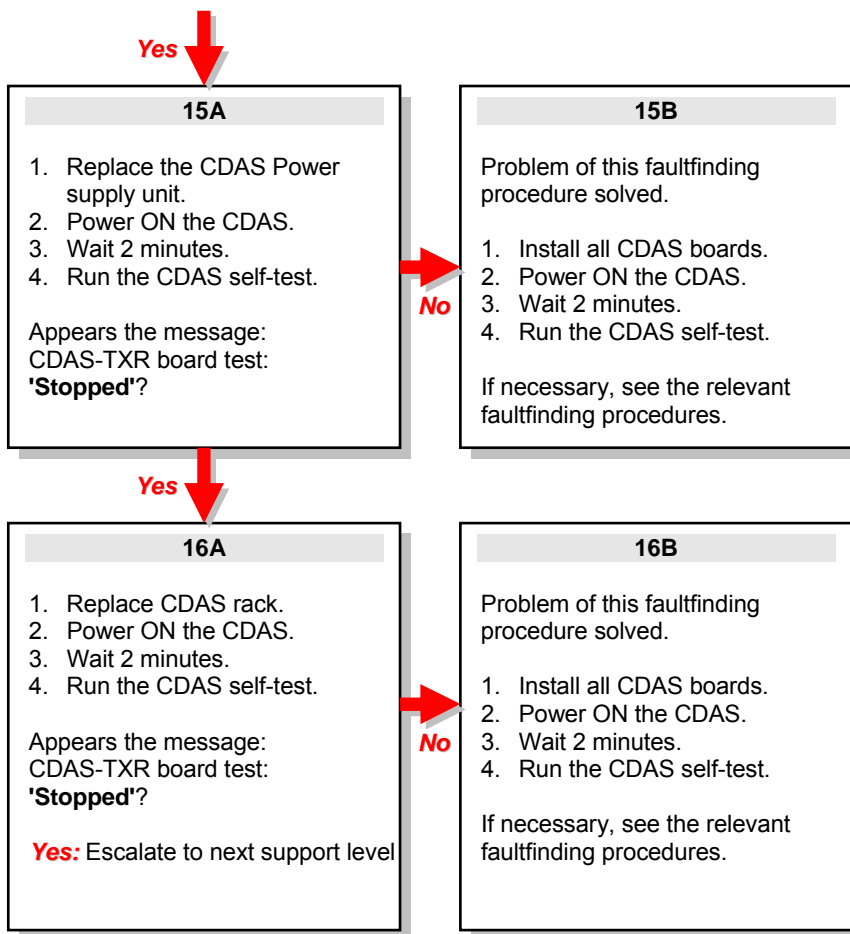 Yes
15A
1. Replace the CDAS Power
supply unit.
2. Power ON the CDAS.
3. Wait 2 minutes.
4. Run the CDAS self-test.
Appears the message:
CDAS-TXR board test:
'Stopped'?
No
15B
Problem of this faultfinding
procedure solved.
1. Install all CDAS boards.
2. Power ON the CDAS.
3. Wait 2 minutes.
4. Run the CDAS self-test.
If necessary, see the relevant
faultfinding procedures.
Yes
16A
1. Replace CDAS rack.
2. Power ON the CDAS.
3. Wait 2 minutes.
4. Run the CDAS self-test.
Appears the message:
CDAS-TXR board test:
'Stopped'?
Yes: Escalate to next support level
No
16B
Problem of this faultfinding
procedure solved.
1. Install all CDAS boards.
2. Power ON the CDAS.
3. Wait 2 minutes.
4. Run the CDAS self-test.
If necessary, see the relevant
faultfinding procedures.